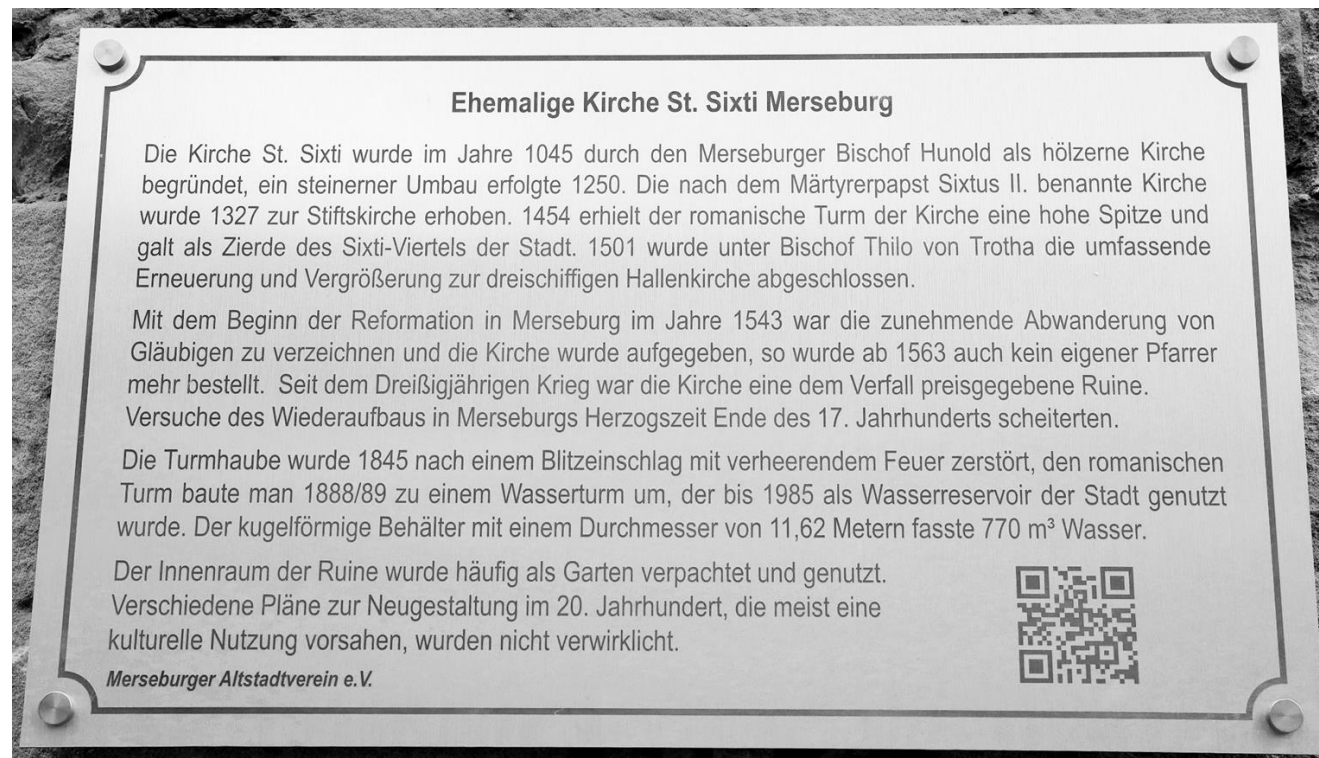 Ehemalige Kirche St. Sixti Merseburg
Die Kirche St. Sixti wurde im Jahre 1045 durch den Merseburger Bischof Hunold als hölzerne Kirche
begründet, ein steinerner Umbau erfolgte 1250. Die nach dem Märtyrerpapst Sixtus II. benannte Kirche
wurde 1327 zur Stiftskirche erhoben. 1454 erhielt der romanische Turm der Kirche eine hohe Spitze und
galt als Zierde des Sixti-Viertels der Stadt. 1501 wurde unter Bischof Thilo von Trotha die umfassende
Erneuerung und Vergrößerung zur dreischiffigen Hallenkirche abgeschlossen.
Mit dem Beginn der Reformation in Merseburg im Jahre 1543 war die zunehmende Abwanderung von
Gläubigen zu verzeichnen und die Kirche wurde aufgegeben, so wurde ab 1563 auch kein eigener Pfarrer
mehr bestellt. Seit dem Dreißigjährigen Krieg war die Kirche eine dem Verfall preisgegebene Ruine.
Versuche des Wiederaufbaus in Merseburgs Herzogszeit Ende des 17. Jahrhunderts scheiterten.
Die Turmhaube wurde 1845 nach einem Blitzeinschlag mit verheerendem Feuer zerstört, den romanischen
Turm baute man 1888/89 zu einem Wasserturm um, der bis 1985 als Wasserreservoir der Stadt genutzt
wurde. Der kugelförmige Behälter mit einem Durchmesser von 11,62 Metern fasste 770 m³ Wasser.
Der Innenraum der Ruine wurde häufig als Garten verpachtet und genutzt.
Verschiedene Pläne zur Neugestaltung im 20. Jahrhundert, die meist eine
kulturelle Nutzung vorsahen, wurden nicht verwirklicht.
Merseburger Altstadtverein e.V.